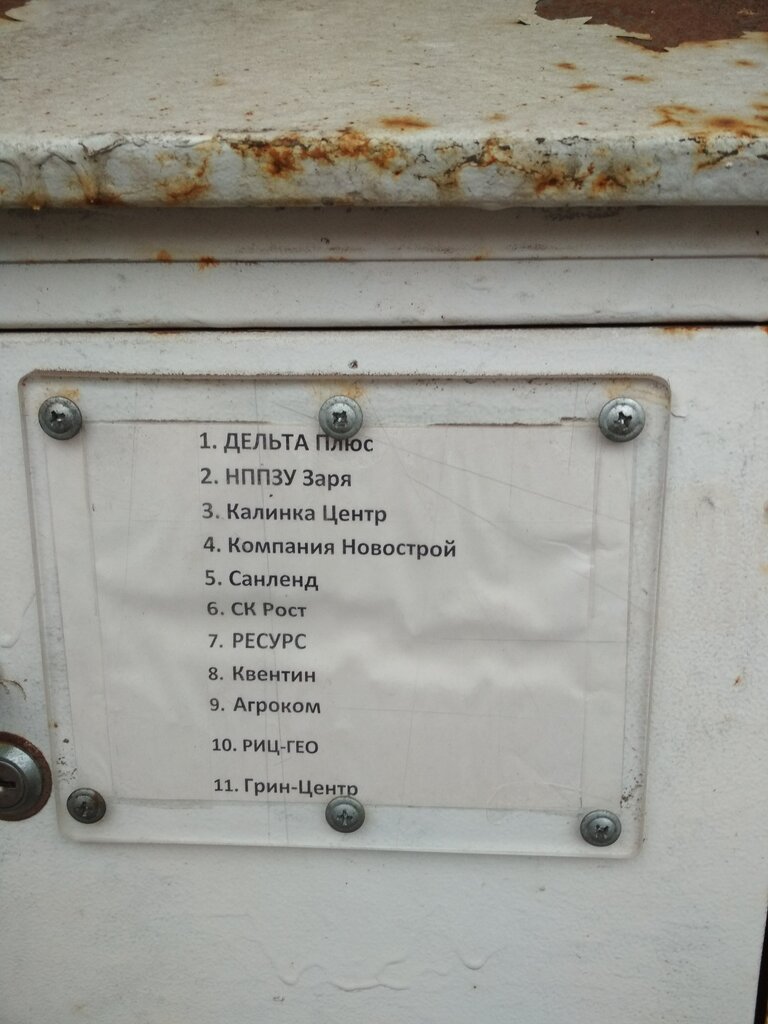 1. ДЕЛЬТА Плюс
2. НППЗУ Заря
3. Калинка Центр
4. Компания Новострой
5. Санленд
6. СК Рост
7. РЕСУРС
8. Квентин
9. Агроком
10. РИЦ-ГЕО
11. Грин-Центр